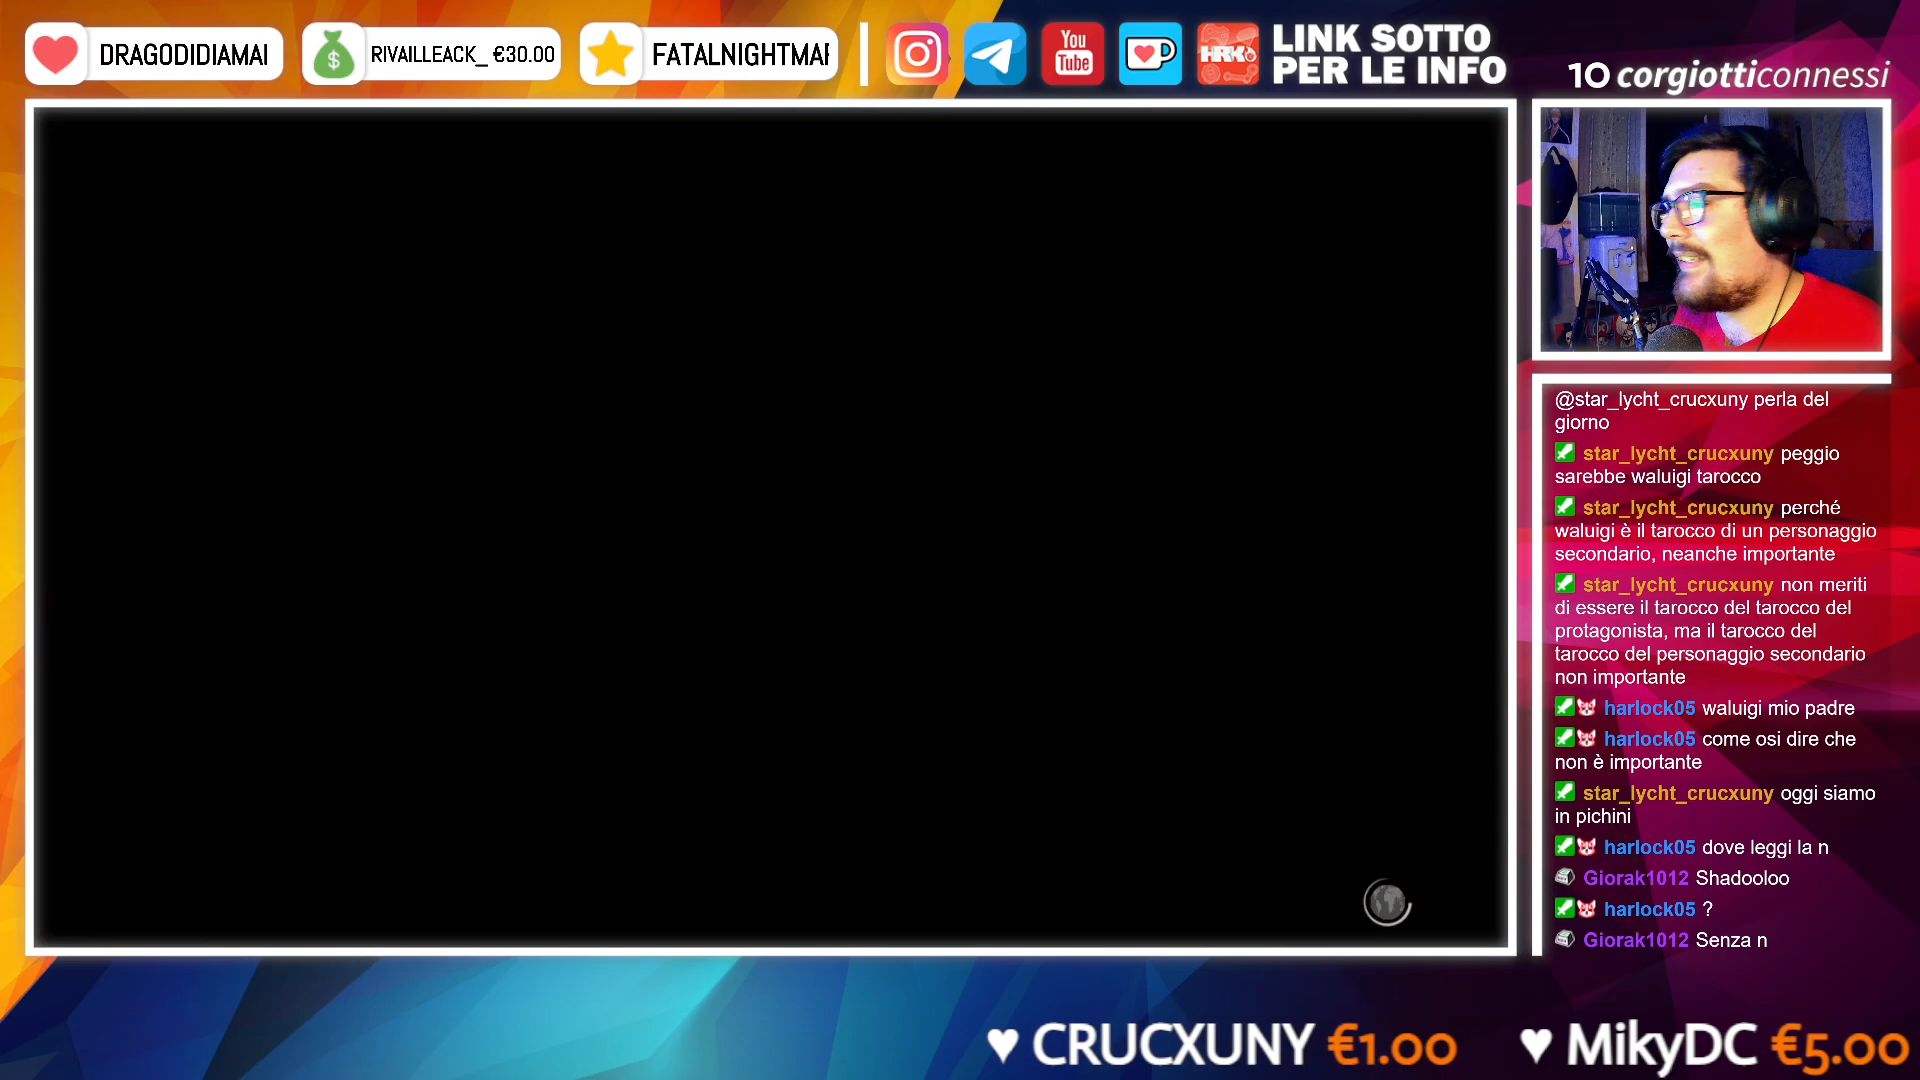 DRAGODIDIAMAI
RIVAILLEACK_ €30.00
FATALNIGHTMAR
You
Tube
HRK
LINK SOTTO
PER LE INFO
10 corgiotticonnessi
@star_lycht_crucxuny perla del
giorno
star_lycht_crucxuny peggio
sarebbe waluigi tarocco
star_lycht_crucxuny perché
waluigi è il tarocco di un personaggio
secondario, neanche importante
star_lycht_crucxuny non meriti
di essere il tarocco del tarocco del
protagonista, ma il tarocco del
tarocco del personaggio secondario
non importante
harlock05 waluigi mio padre
harlock05 come osi dire che
non è importante
star_lycht_crucxuny oggi siamo
in pichini
harlock05 dove leggi la n
Giorak1012 Shadooloo
harlock05 ?
Giorak1012 Senza n
♥ CRUCXUNY €1.00 ♥ MikyDC €5.00